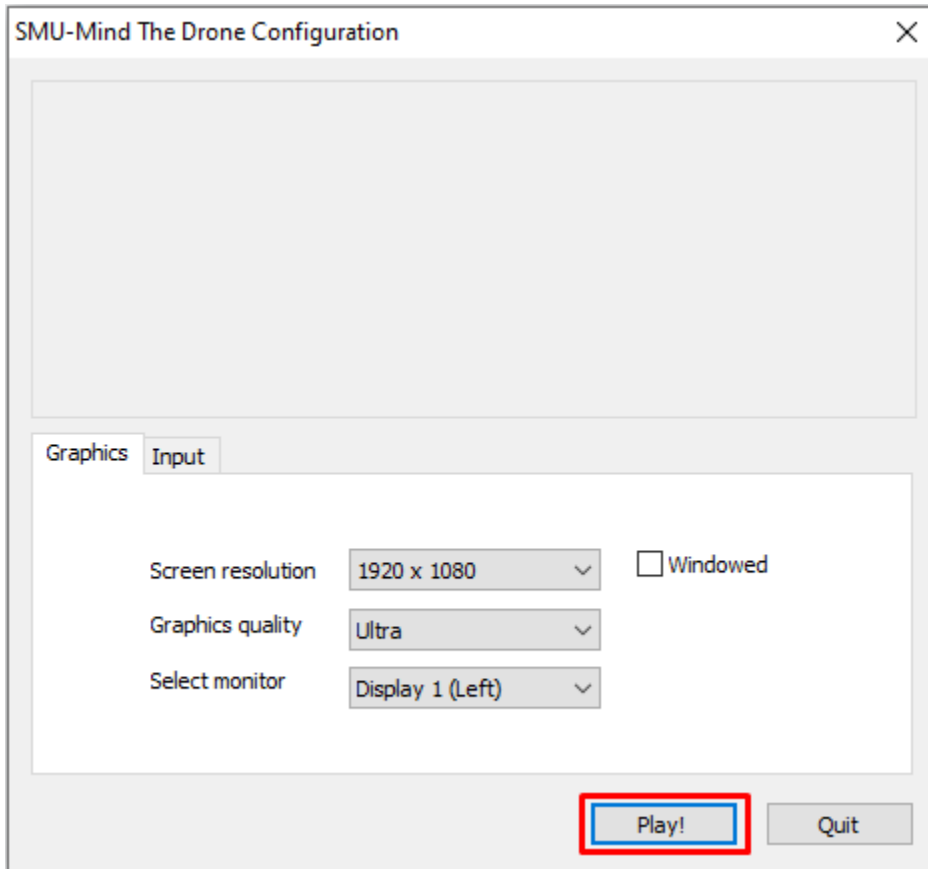 SMU-Mind The Drone Configuration
Graphics
Input
Screen resolution
1920 x 1080
Windowed
Graphics quality
Ultra
Select monitor
Display 1 (Left)
Play!
Quit